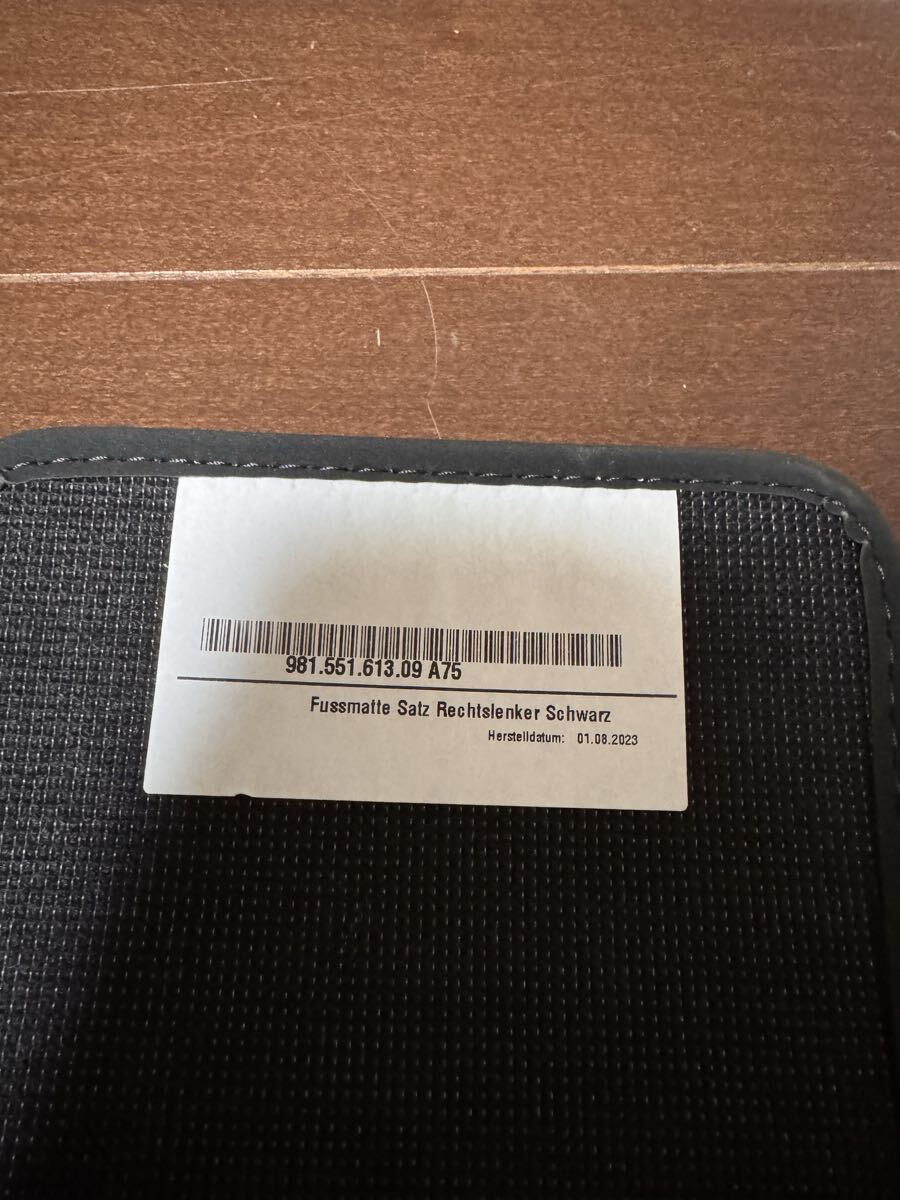 981.551.613.09 A75
Fussmatte Satz Rechtslenker Schwarz
Herstelldatum: 01.08.2023